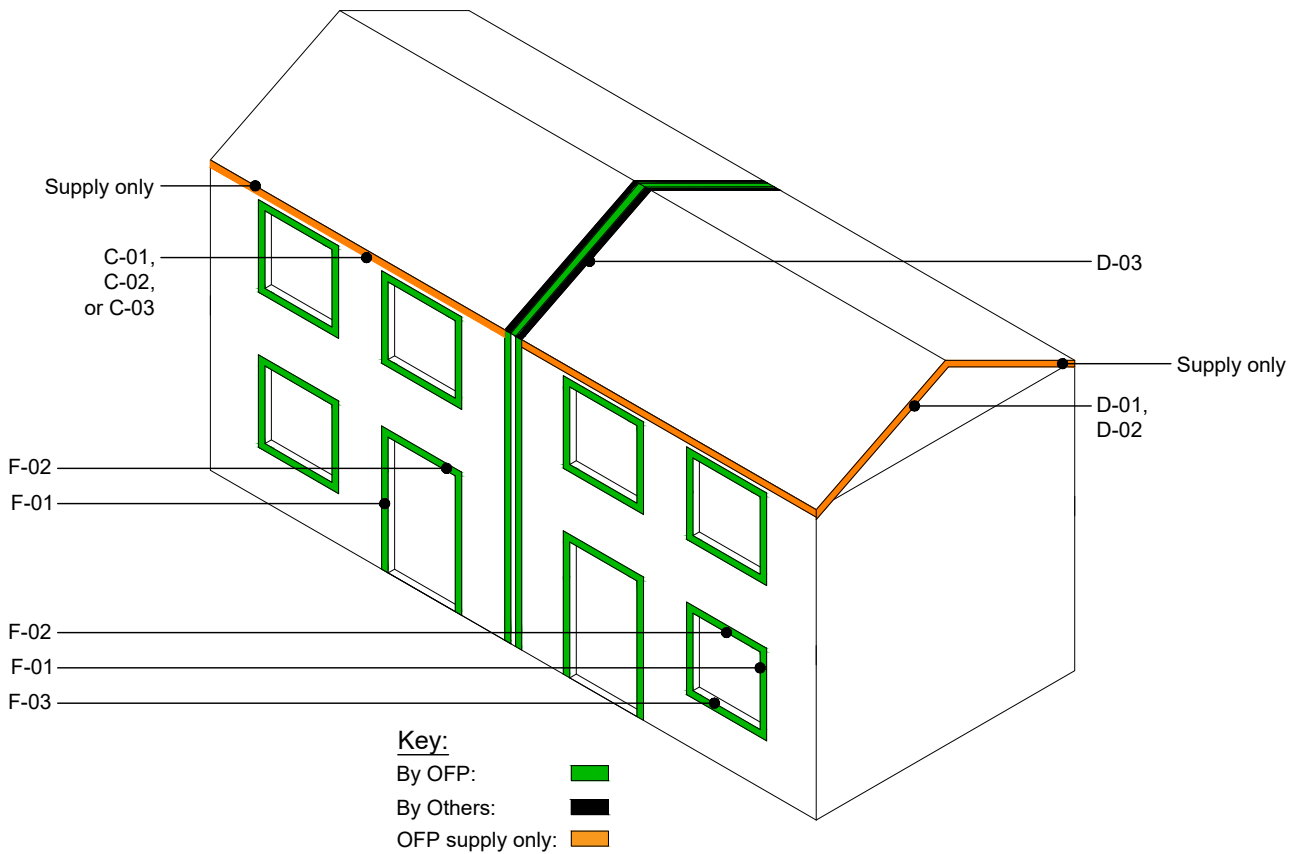 Supply only
C-01,
C-02,
or C-03
D-03
Supply only
D-01,
D-02
F-02
F-01
F-02
F-01
F-03
Key:
By OFP:
By Others:
OFP supply only: